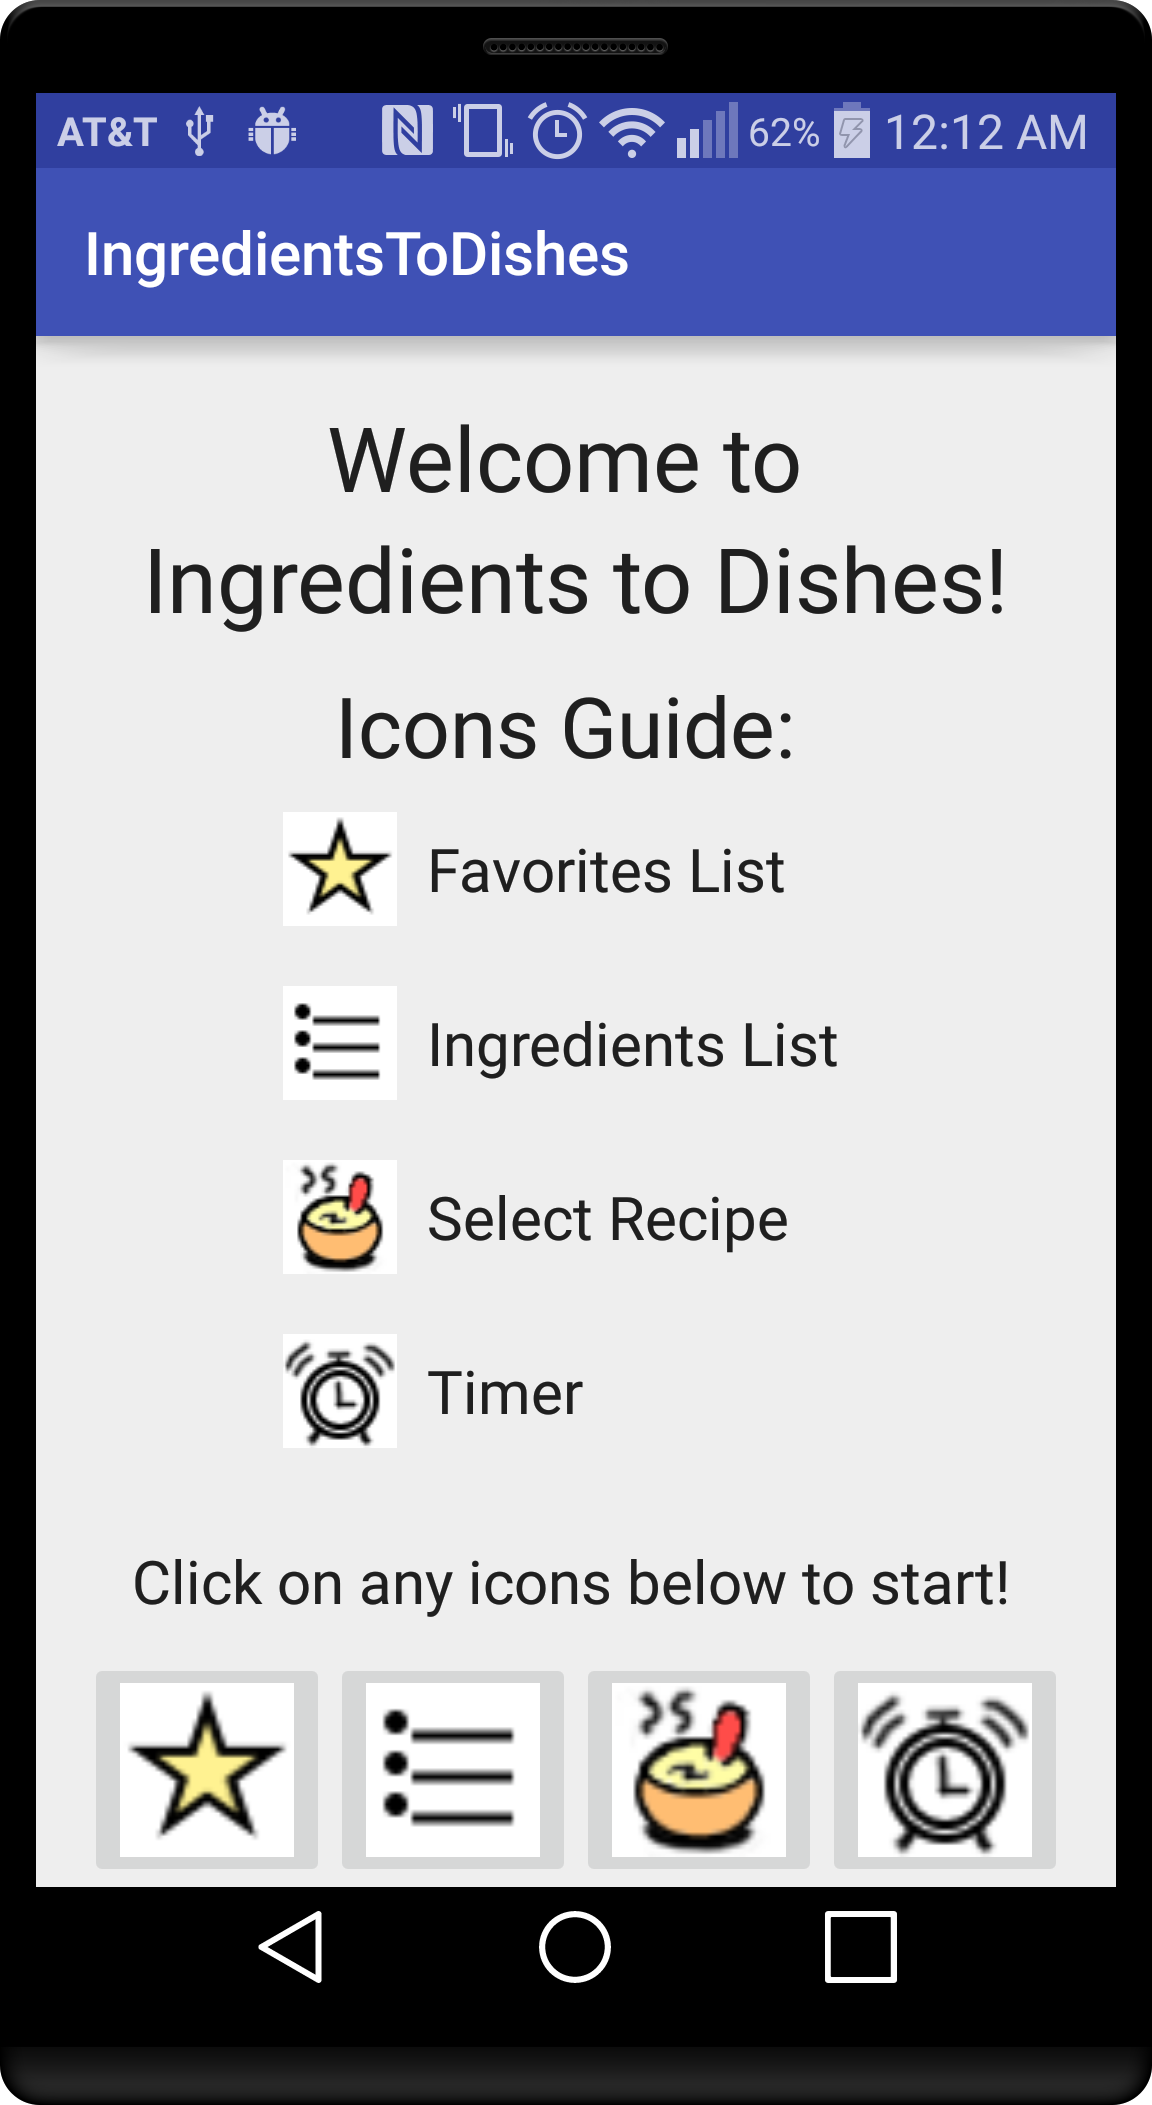 AT&T 62% 12:12 AM
IngredientsToDishes
Welcome to
Ingredients to Dishes!
Icons Guide:
Favorites List
Ingredients List
Select Recipe
Timer
Click on any icons below to start!